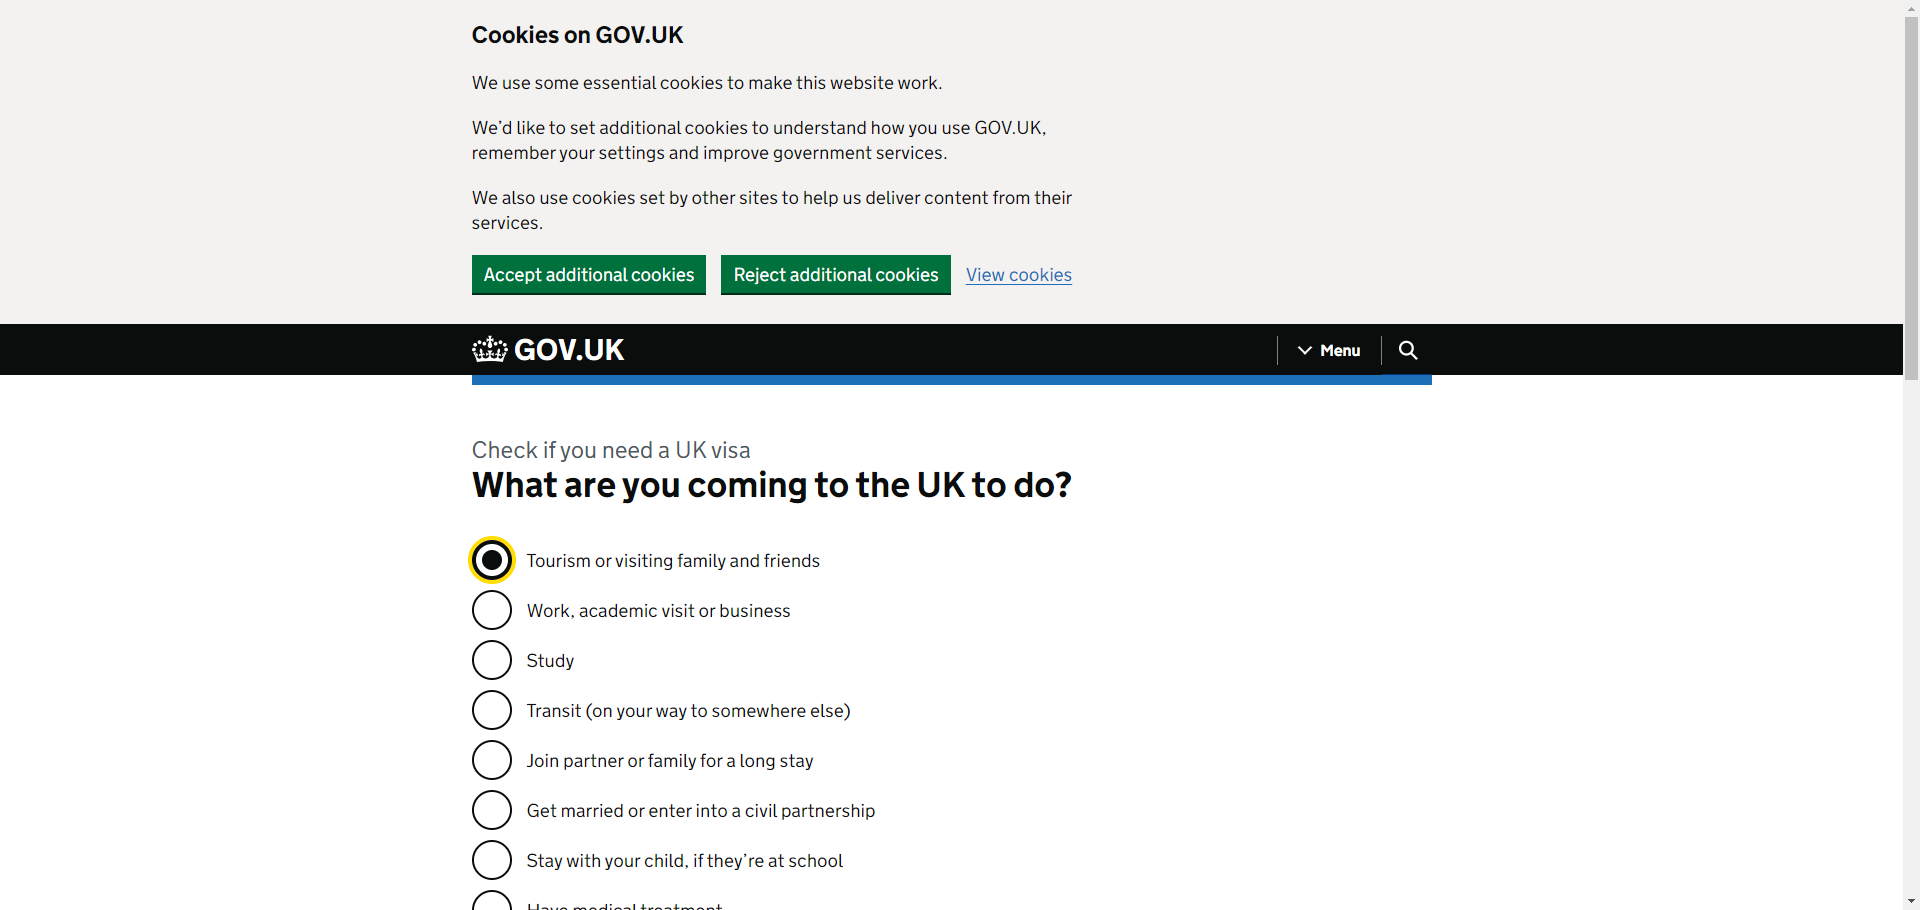 Cookies on GOV.UK
We use some essential cookies to make this website work.
We’d like to set additional cookies to understand how you use GOV.UK,
remember your settings and improve government services.
We also use cookies set by other sites to help us deliver content from their
services.
Accept additional cookies Reject additional cookies View cookies
GOV.UK Menu
Check if you need a UK visa
What are you coming to the UK to do?
Tourism or visiting family and friends
Work, academic visit or business
Study
Transit (on your way to somewhere else)
Join partner or family for a long stay
Get married or enter into a civil partnership
Stay with your child, if they’re at school
Have medical treatment